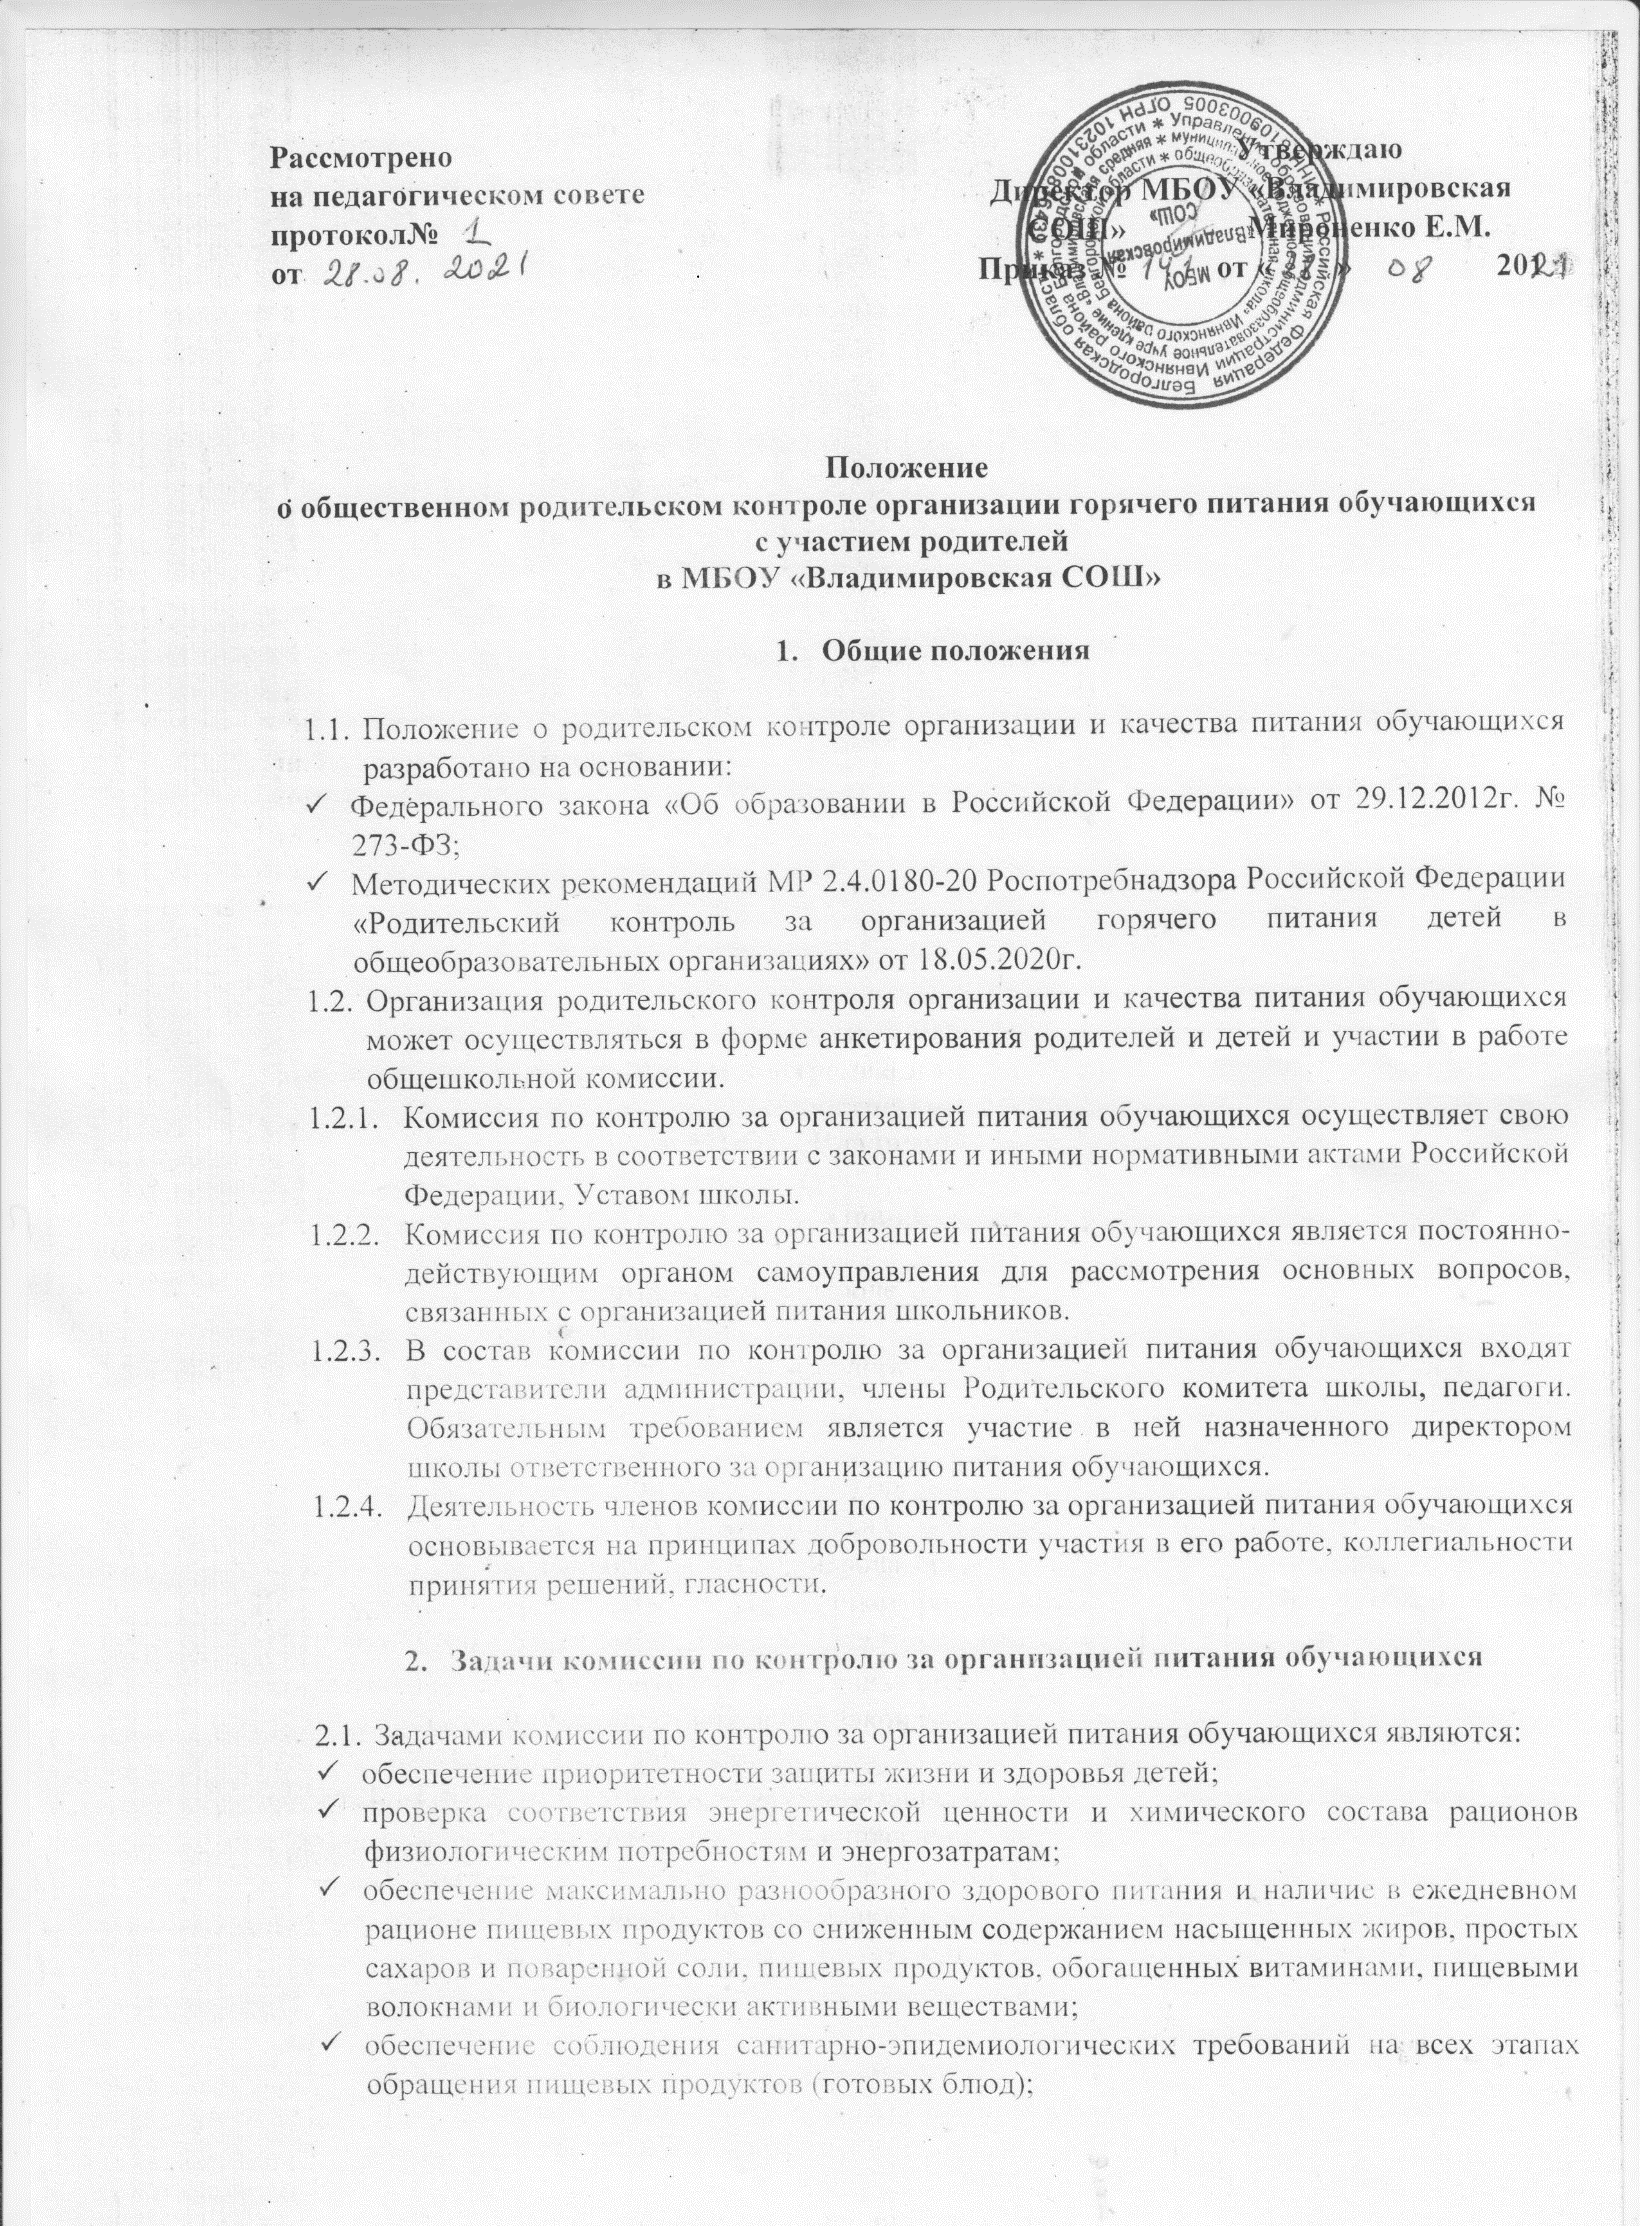 Рассмотрено
на педагогическом совете
протокол№ 1
от 28.08. 2021
Утверждаю
Директор МБОУ «Владимировская
СОШ» Мироненко Е.М.
Приказ № от « » 08 2021
МБОУ
«Владимировская
СОШ»
Положение
о общественном родительском контроле организации горячего питания обучающихся
с участием родителей
в МБОУ «Владимировская СОШ»
1. Общие положения
1.1. Положение о родительском контроле организации и качества питания обучающихся
разработано на основании:
✓ Федерального закона «Об образовании в Российской Федерации» от 29.12.2012г. №
273-ФЗ;
✓ Методических рекомендаций МР 2.4.0180-20 Роспотребнадзора Российской Федерации
«Родительский контроль за организацией горячего питания детей в
общеобразовательных организациях» от 18.05.2020г.
1.2. Организация родительского контроля организации и качества питания обучающихся
может осуществляться в форме анкетирования родителей и детей и участии в работе
общешкольной комиссии.
1.2.1. Комиссия по контролю за организацией питания обучающихся осуществляет свою
деятельность в соответствии с законами и иными нормативными актами Российской
Федерации, Уставом школы.
1.2.2. Комиссия по контролю за организацией питания обучающихся является постоянно-
действующим органом самоуправления для рассмотрения основных вопросов,
связанных с организацией питания школьников.
1.2.3. В состав комиссии по контролю за организацией питания обучающихся входят
представители администрации, члены Родительского комитета школы, педагоги.
Обязательным требованием является участие в ней назначенного директором
школы ответственного за организацию питания обучающихся.
1.2.4. Деятельность членов комиссии по контролю за организацией питания обучающихся
основывается на принципах добровольности участия в его работе, коллегиальности
принятия решений, гласности.
2. Задачи комиссии по контролю за организацией питания обучающихся
2.1. Задачами комиссии по контролю за организацией питания обучающихся являются:
✓ обеспечение приоритетности защиты жизни и здоровья детей;
✓ проверка соответствия энергетической ценности и химического состава рационов
физиологическим потребностям и энергозатратам;
✓ обеспечение максимально разнообразного здорового питания и наличие в ежедневном
рационе пищевых продуктов со сниженным содержанием насыщенных жиров, простых
сахаров и поваренной соли, пищевых продуктов, обогащенных витаминами, пищевыми
волокнами и биологически активными веществами;
✓ обеспечение соблюдения санитарно-эпидемиологических требований на всех этапах
обращения пищевых продуктов (готовых блюд);